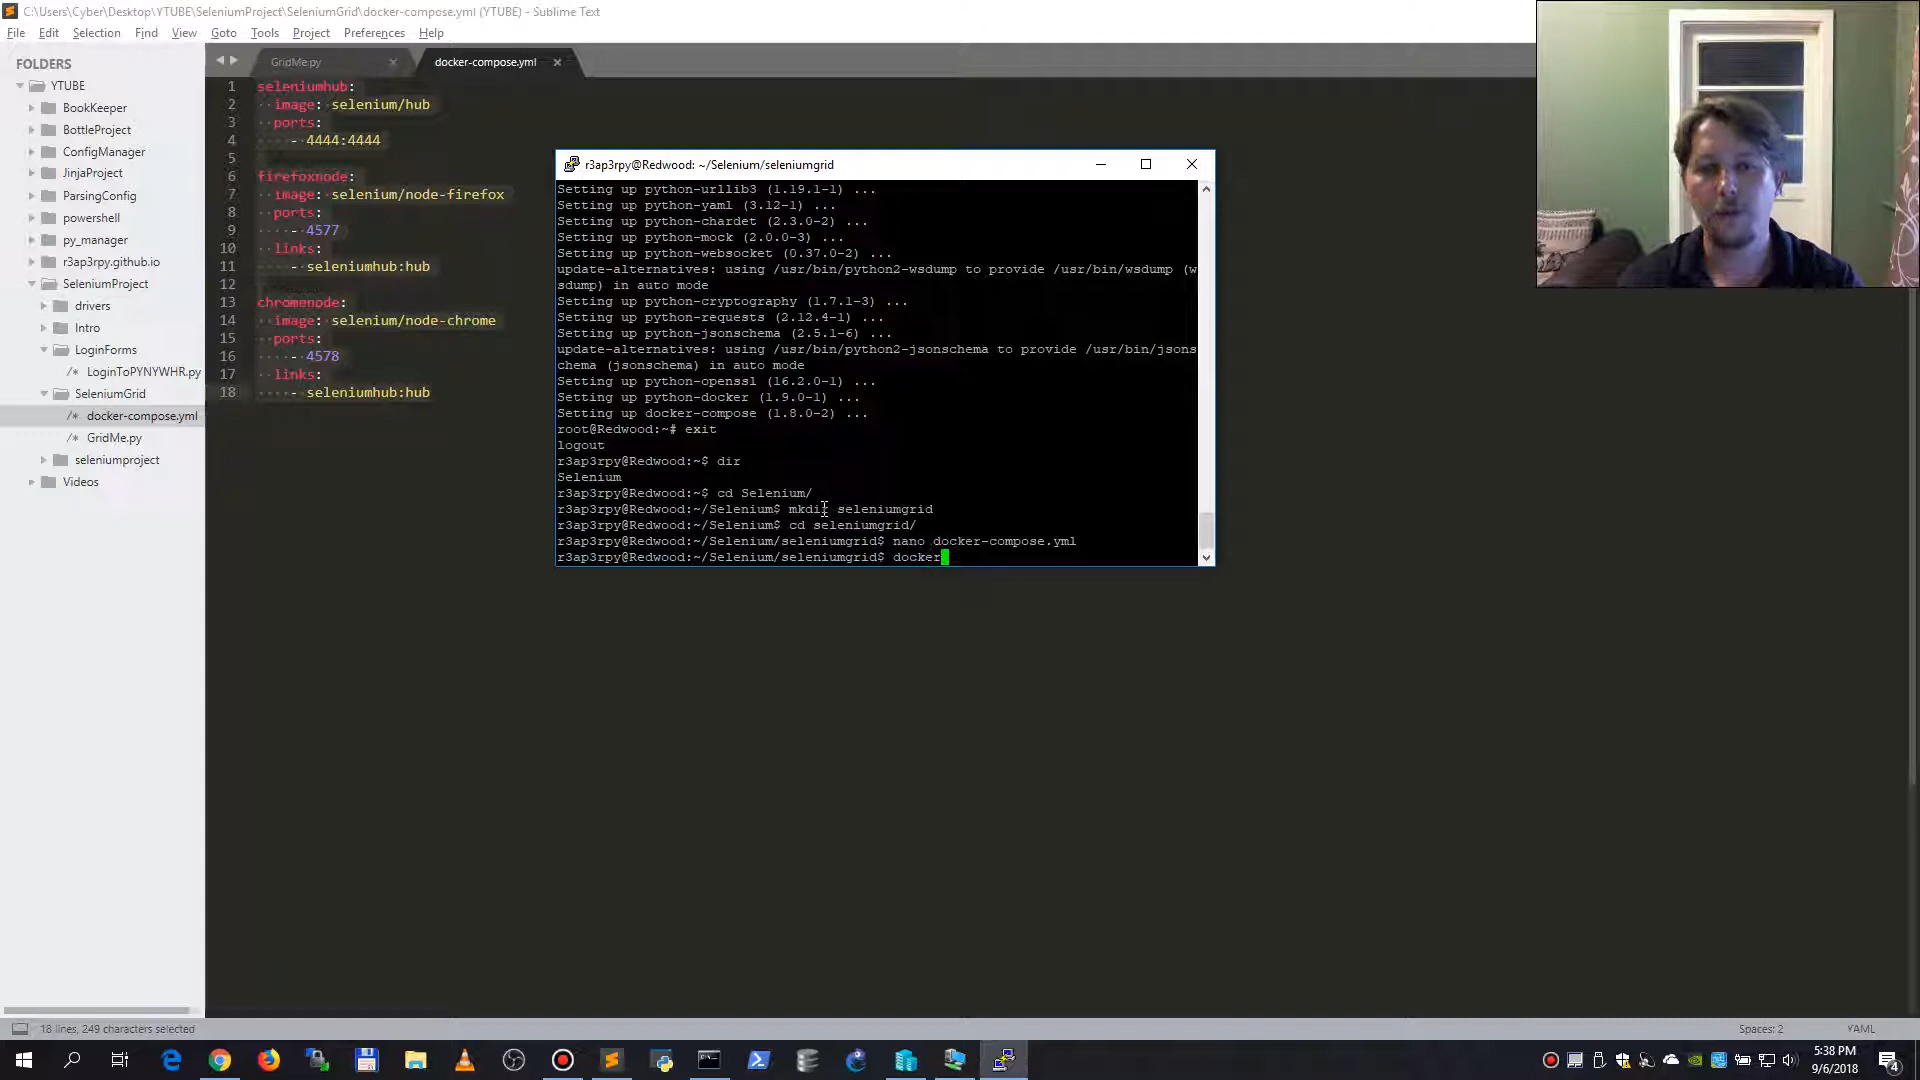 C:\Users\Cyber\Desktop\YTUBE\SeleniumProject\SeleniumGrid\docker-compose.yml (YTUBE) - Sublime Text
File Edit Selection Find View Goto Tools Project Preferences Help
FOLDERS
YTUBE
BookKeeper
BottleProject
ConfigManager
JinjaProject
ParsingConfig
powershell
py_manager
r3ap3rpy.github.io
SeleniumProject
drivers
Intro
LoginForms
/* LoginToPYNYWHR.py
SeleniumGrid
/* docker-compose.yml
/* GridMe.py
seleniumproject
Videos
GridMe.py
docker-compose.yml
1 seleniumhub:
2 image: selenium/hub
3 ports:
4 - 4444:4444
5
6 firefoxnode:
7 image: selenium/node-firefox
8 ports:
9 - 4577
10 links:
11 - seleniumhub:hub
12
13 chromenode:
14 image: selenium/node-chrome
15 ports:
16 - 4578
17 links:
18 - seleniumhub:hub
r3ap3rpy@Redwood: ~/Selenium/seleniumgrid
Setting up python-urllib3 (1.19.1-1) ...
Setting up python-yaml (3.12-1) ...
Setting up python-chardet (2.3.0-2) ...
Setting up python-mock (2.0.0-3) ...
Setting up python-websocket (0.37.0-2) ...
update-alternatives: using /usr/bin/python2-wsdump to provide /usr/bin/wsdump (w
sdump) in auto mode
Setting up python-cryptography (1.7.1-3) ...
Setting up python-requests (2.12.4-1) ...
Setting up python-jsonschema (2.5.1-6) ...
update-alternatives: using /usr/bin/python2-jsonschema to provide /usr/bin/jsons
chema (jsonschema) in auto mode
Setting up python-openssl (16.2.0-1) ...
Setting up python-docker (1.9.0-1) ...
Setting up docker-compose (1.8.0-2) ...
root@Redwood:~# exit
logout
r3ap3rpy@Redwood:~$ dir
Selenium
r3ap3rpy@Redwood:~$ cd Selenium/
r3ap3rpy@Redwood:~/Selenium$ mkdir seleniumgrid
r3ap3rpy@Redwood:~/Selenium$ cd seleniumgrid/
r3ap3rpy@Redwood:~/Selenium/seleniumgrid$ nano docker-compose.yml
r3ap3rpy@Redwood:~/Selenium/seleniumgrid$ docker
18 lines, 249 characters selected
Spaces: 2
YAML
5:38 PM
9/6/2018
4